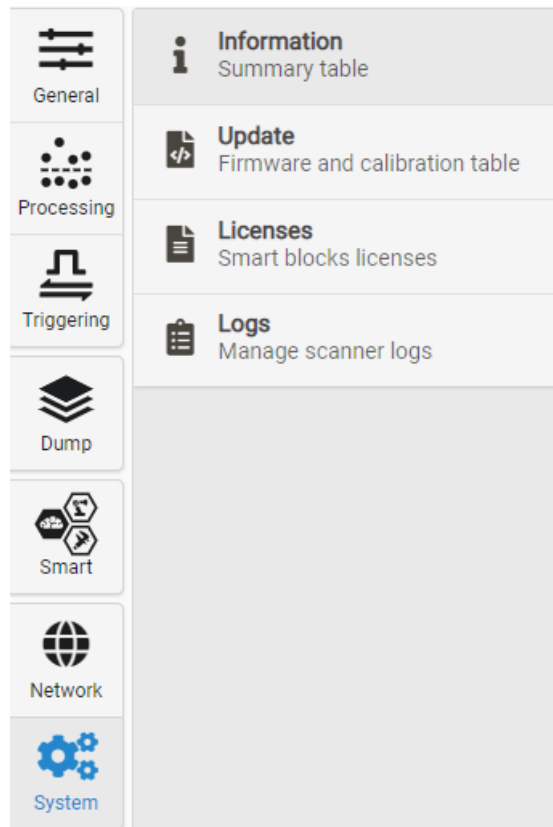 General
Processing
Triggering
Dump
Smart
Network
System
Information
Summary table
Update
Firmware and calibration table
Licenses
Smart blocks licenses
Logs
Manage scanner logs